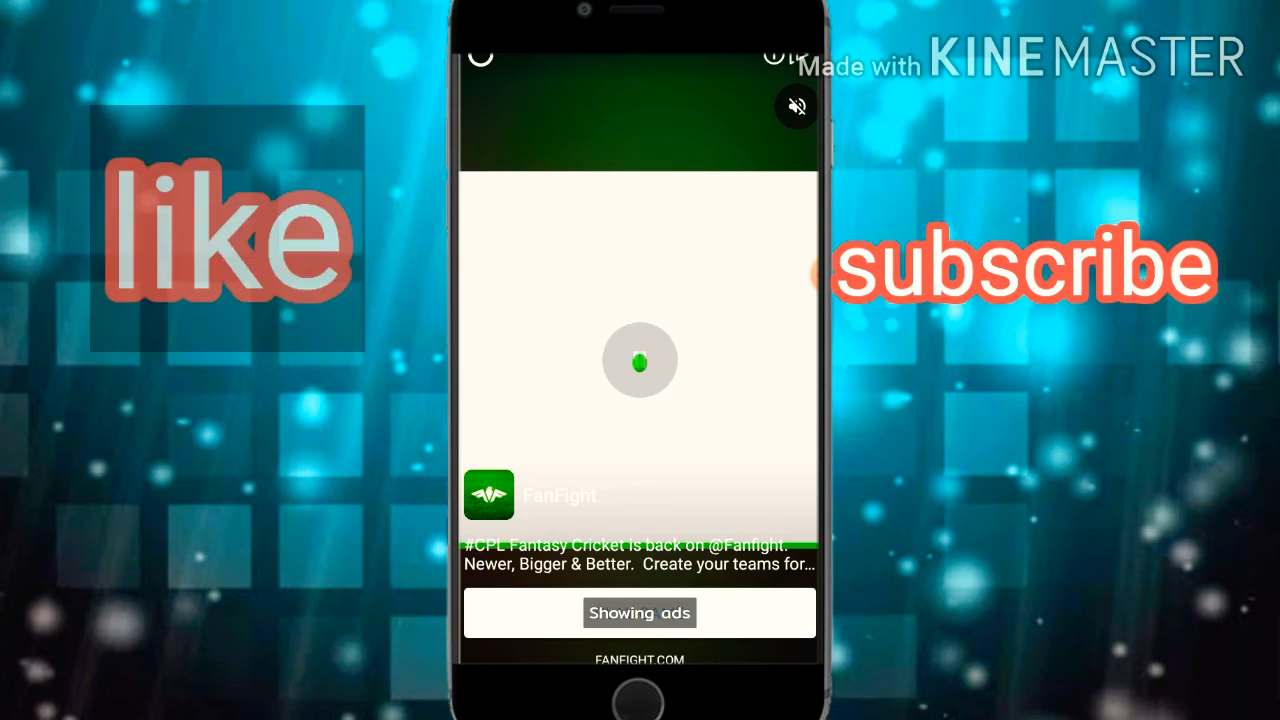 Made with KINEMASTER
like
subscribe
FanFight
#CPL Fantasy Cricket is back on @Fanfight.
Newer, Bigger & Better. Create your teams for...
Showing ads
FANFIGHT.COM